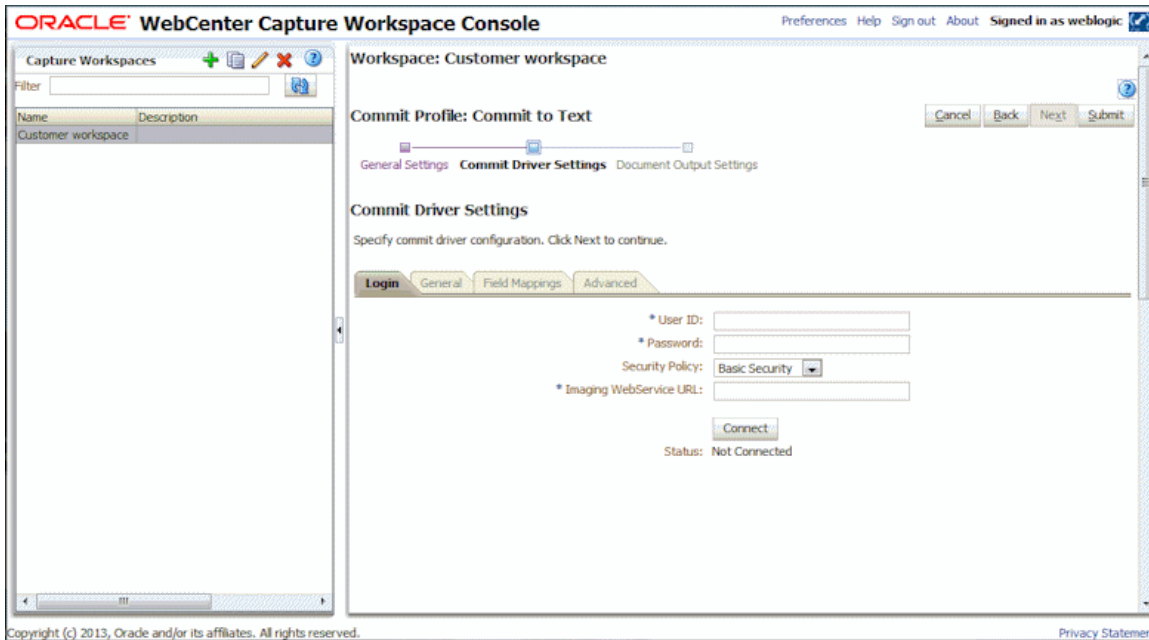 ORACLE WebCenter Capture Workspace Console
Preferences Help Sign out About Signed in as weblogic
Capture Workspaces
Filter
Name Description
Customer workspace
Workspace: Customer workspace
Commit Profile: Commit to Text
Cancel Back Next Submit
General Settings Commit Driver Settings Document Output Settings
Commit Driver Settings
Specify commit driver configuration. Click Next to continue.
Login General Field Mappings Advanced
* User ID:
* Password:
Security Policy: Basic Security
* Imaging WebService URL:
Connect
Status: Not Connected
Copyright (c) 2013, Oracle and/or its affiliates. All rights reserved.
Privacy Statemen